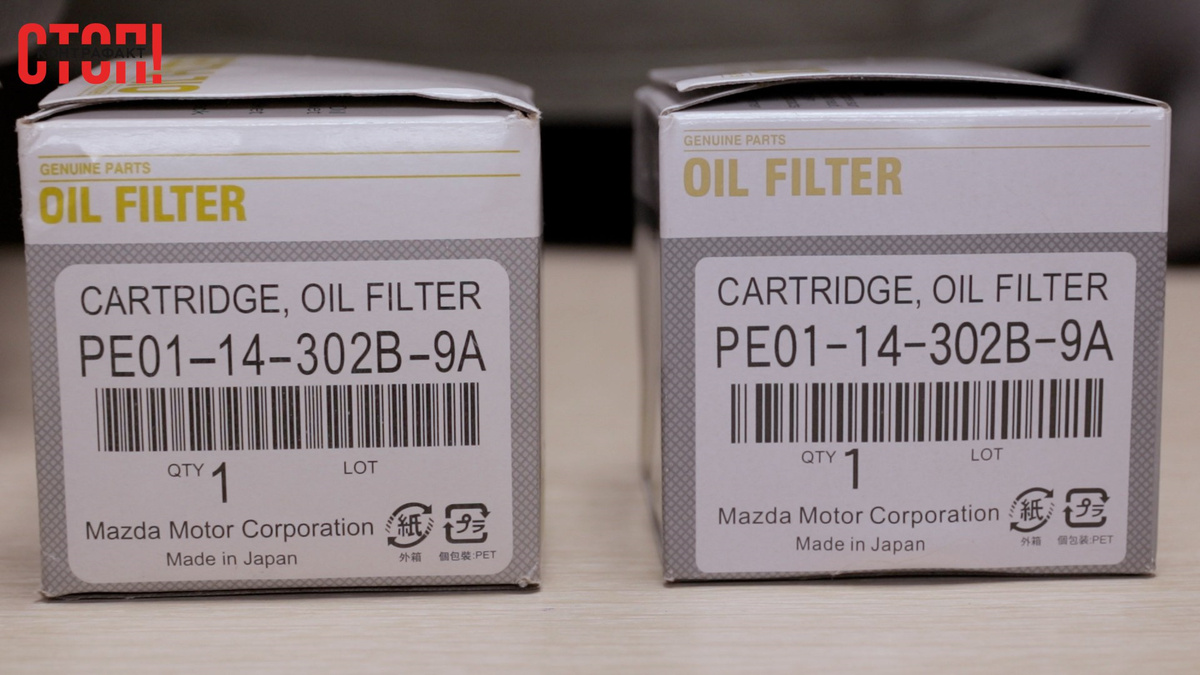 СТОП!
КОНТРАФАКТ
GENUINE PARTS
OIL FILTER
CARTRIDGE, OIL FILTER
PE01-14-302B-9A
QTY 1 LOT
Mazda Motor Corporation
Made in Japan
紙
外箱
プラ
個包装:PET
GENUINE PARTS
OIL FILTER
CARTRIDGE, OIL FILTER
PE01-14-302B-9A
QTY 1 LOT
Mazda Motor Corporation
Made in Japan
紙
外箱
プラ
個包装:PET